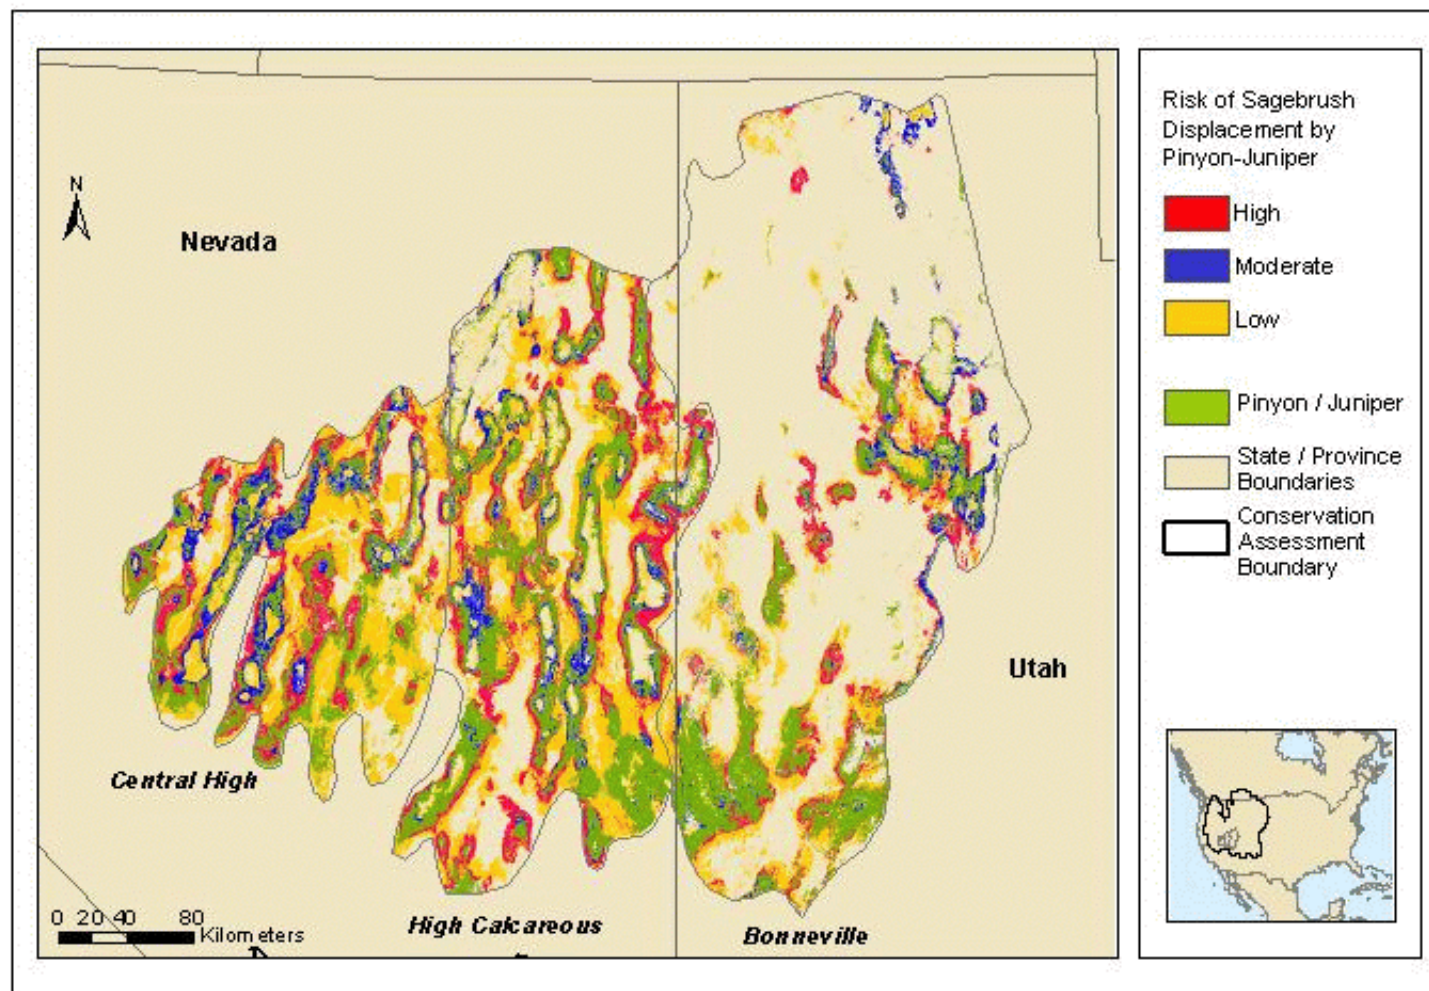 N
Nevada
Utah
Central High
High Calcareous
Bonneville
0 20 40 80
Kilometers
Risk of Sagebrush
Displacement by
Pinyon-Juniper
High
Moderate
Low
Pinyon / Juniper
State / Province
Boundaries
Conservation
Assessment
Boundary